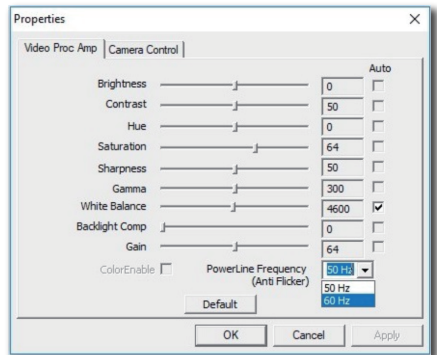 Properties
Video Proc Amp Camera Control
Auto
Brightness 0
Contrast 50
Hue 0
Saturation 64
Sharpness 50
Gamma 300
White Balance 4600
Backlight Comp 0
Gain 64
ColorEnable PowerLine Frequency 50 Hz
(Anti Flicker)
50 Hz
60 Hz
Default
OK Cancel Apply